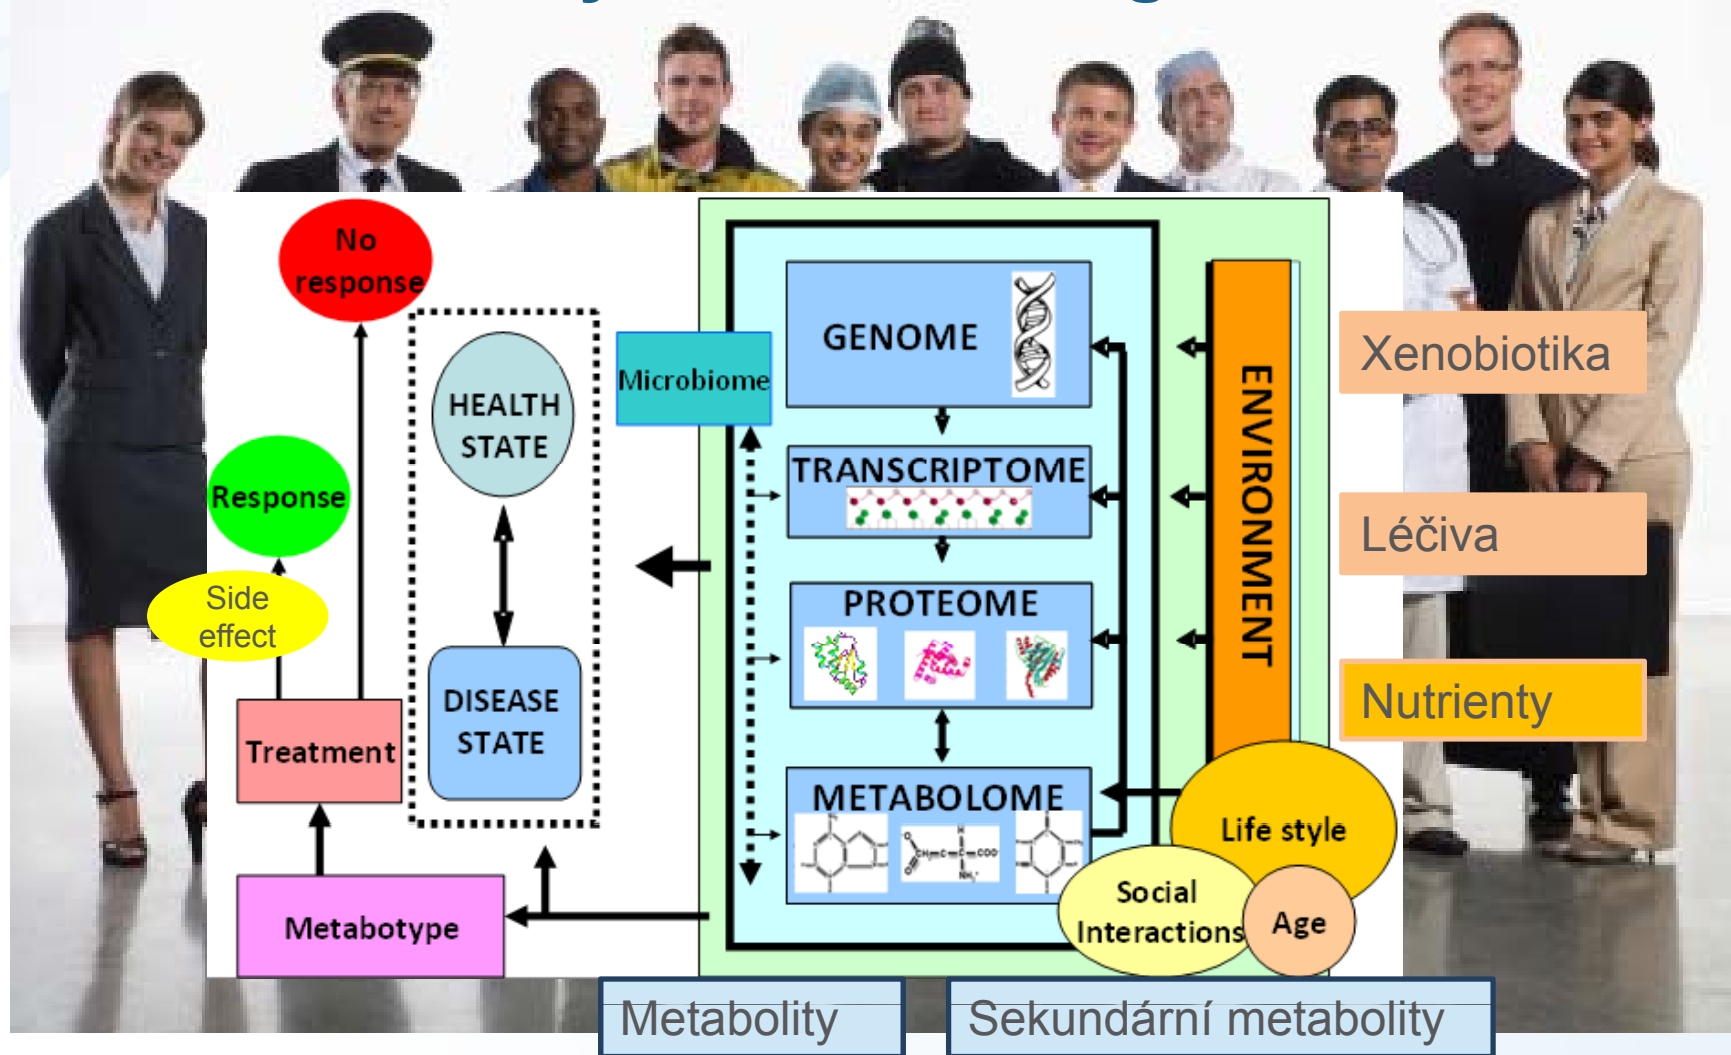 No
response
GENOME
Microbiome
HEALTH
STATE
TRANSCRIPTOME
Response
ENVIRONMENT
Xenobiotika
Léčiva
Side
effect
PROTEOME
DISEASE
STATE
Nutrienty
Treatment
METABOLOME
Life style
Social
Interactions
Age
Metabotype
Metabolity
Sekundární metabolity